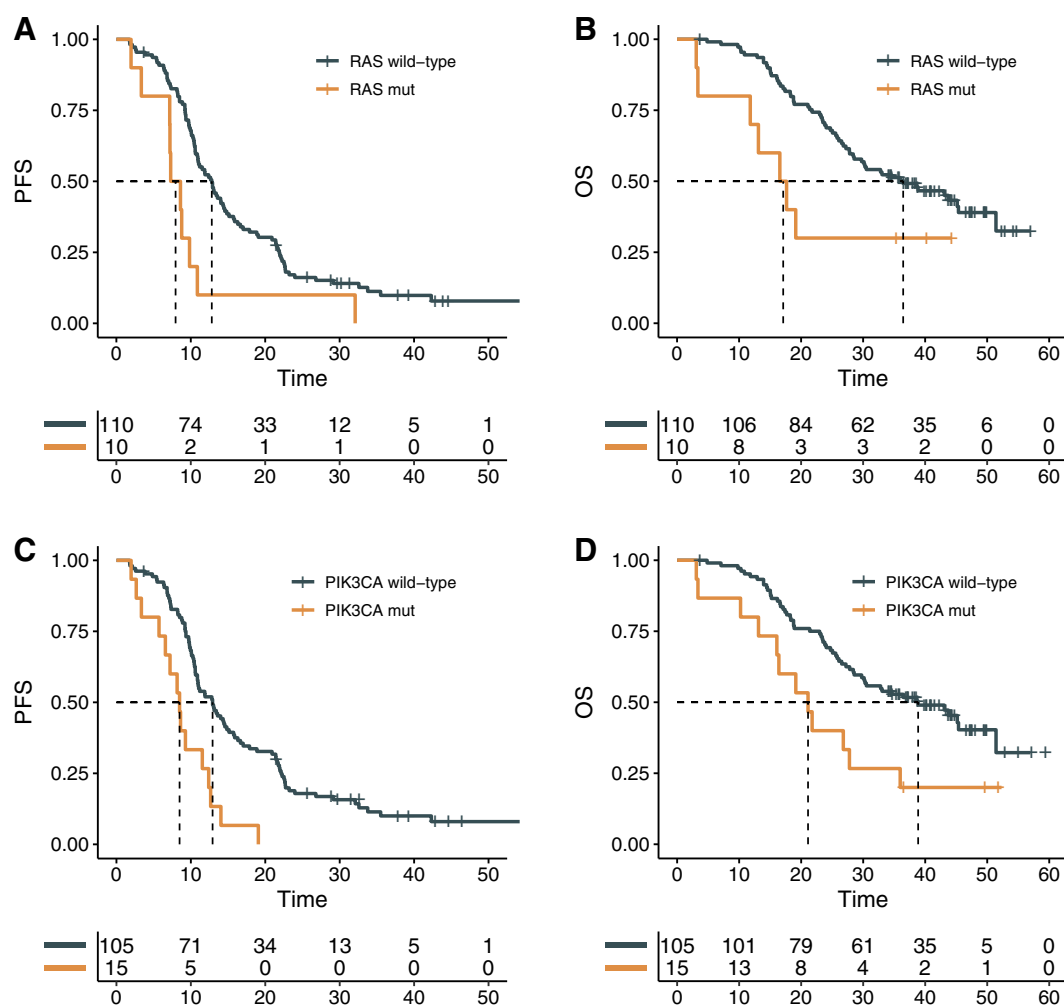 A
PFS
1.00
0.75
0.50
0.25
0.00
RAS wild–type
RAS mut
0 10 20 30 40 50
Time
110 74 33 12 5 1
10 2 1 1 0 0
0 10 20 30 40 50
B
OS
1.00
0.75
0.50
0.25
0.00
RAS wild–type
RAS mut
0 10 20 30 40 50 60
Time
110 106 84 62 35 6 0
10 8 3 3 2 0 0
0 10 20 30 40 50 60
C
PFS
1.00
0.75
0.50
0.25
0.00
PIK3CA wild–type
PIK3CA mut
0 10 20 30 40 50
Time
105 71 34 13 5 1
15 5 0 0 0 0
0 10 20 30 40 50
D
OS
1.00
0.75
0.50
0.25
0.00
PIK3CA wild–type
PIK3CA mut
0 10 20 30 40 50 60
Time
105 101 79 61 35 5 0
15 13 8 4 2 1 0
0 10 20 30 40 50 60